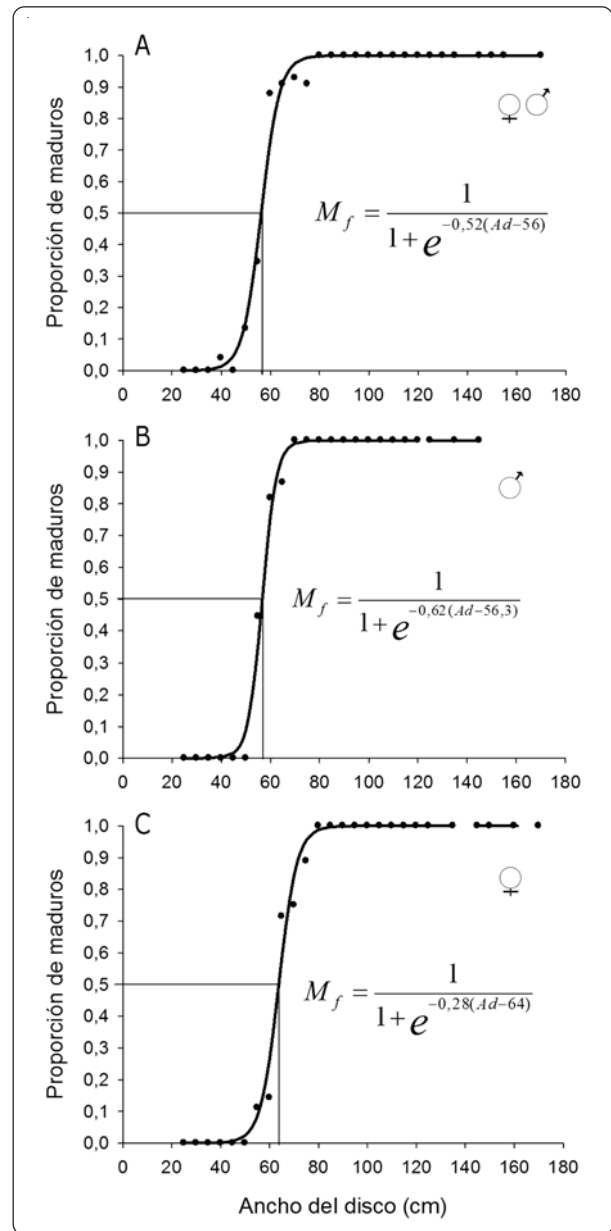 A
1,0
0,9
0,8
0,7
0,6
0,5
0,4
0,3
0,2
0,1
0,0
Proporción de maduros
♀ ♂
M_f = 1 / (1 + e^{-0,52(Ad-56)})
0 20 40 60 80 100 120 140 160 180
B
1,0
0,9
0,8
0,7
0,6
0,5
0,4
0,3
0,2
0,1
0,0
Proporción de maduros
♂
M_f = 1 / (1 + e^{-0,62(Ad-56,3)})
0 20 40 60 80 100 120 140 160 180
C
1,0
0,9
0,8
0,7
0,6
0,5
0,4
0,3
0,2
0,1
0,0
Proporción de maduros
♀
M_f = 1 / (1 + e^{-0,28(Ad-64)})
0 20 40 60 80 100 120 140 160 180
Ancho del disco (cm)